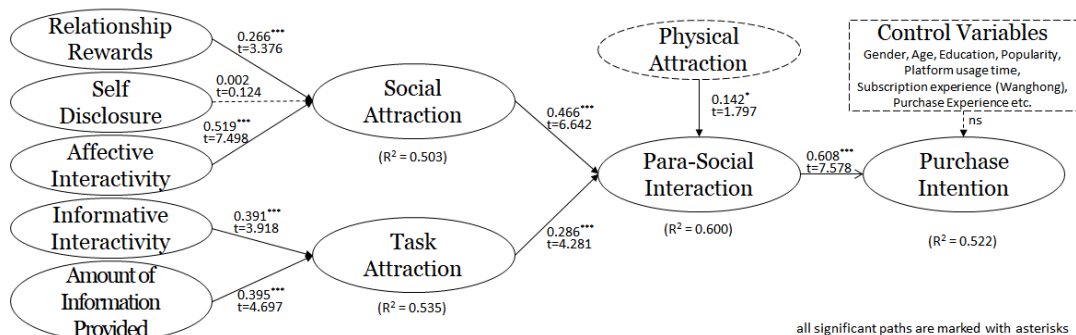 Relationship
Rewards
0.266***
t=3.376
Self
Disclosure
0.002
t=0.124
Affective
Interactivity
0.519***
t=7.498
Social
Attraction
(R² = 0.503)
Informative
Interactivity
0.391***
t=3.918
Amount of
Information
Provided
0.395***
t=4.697
Task
Attraction
(R² = 0.535)
0.466***
t=6.642
0.286***
t=4.281
Physical
Attraction
0.142*
t=1.797
Para-Social
Interaction
(R² = 0.600)
0.608***
t=7.578
Control Variables
Gender, Age, Education, Popularity,
Platform usage time,
Subscription experience (Wanghong),
Purchase Experience etc.
ns
Purchase
Intention
(R² = 0.522)
all significant paths are marked with asterisks